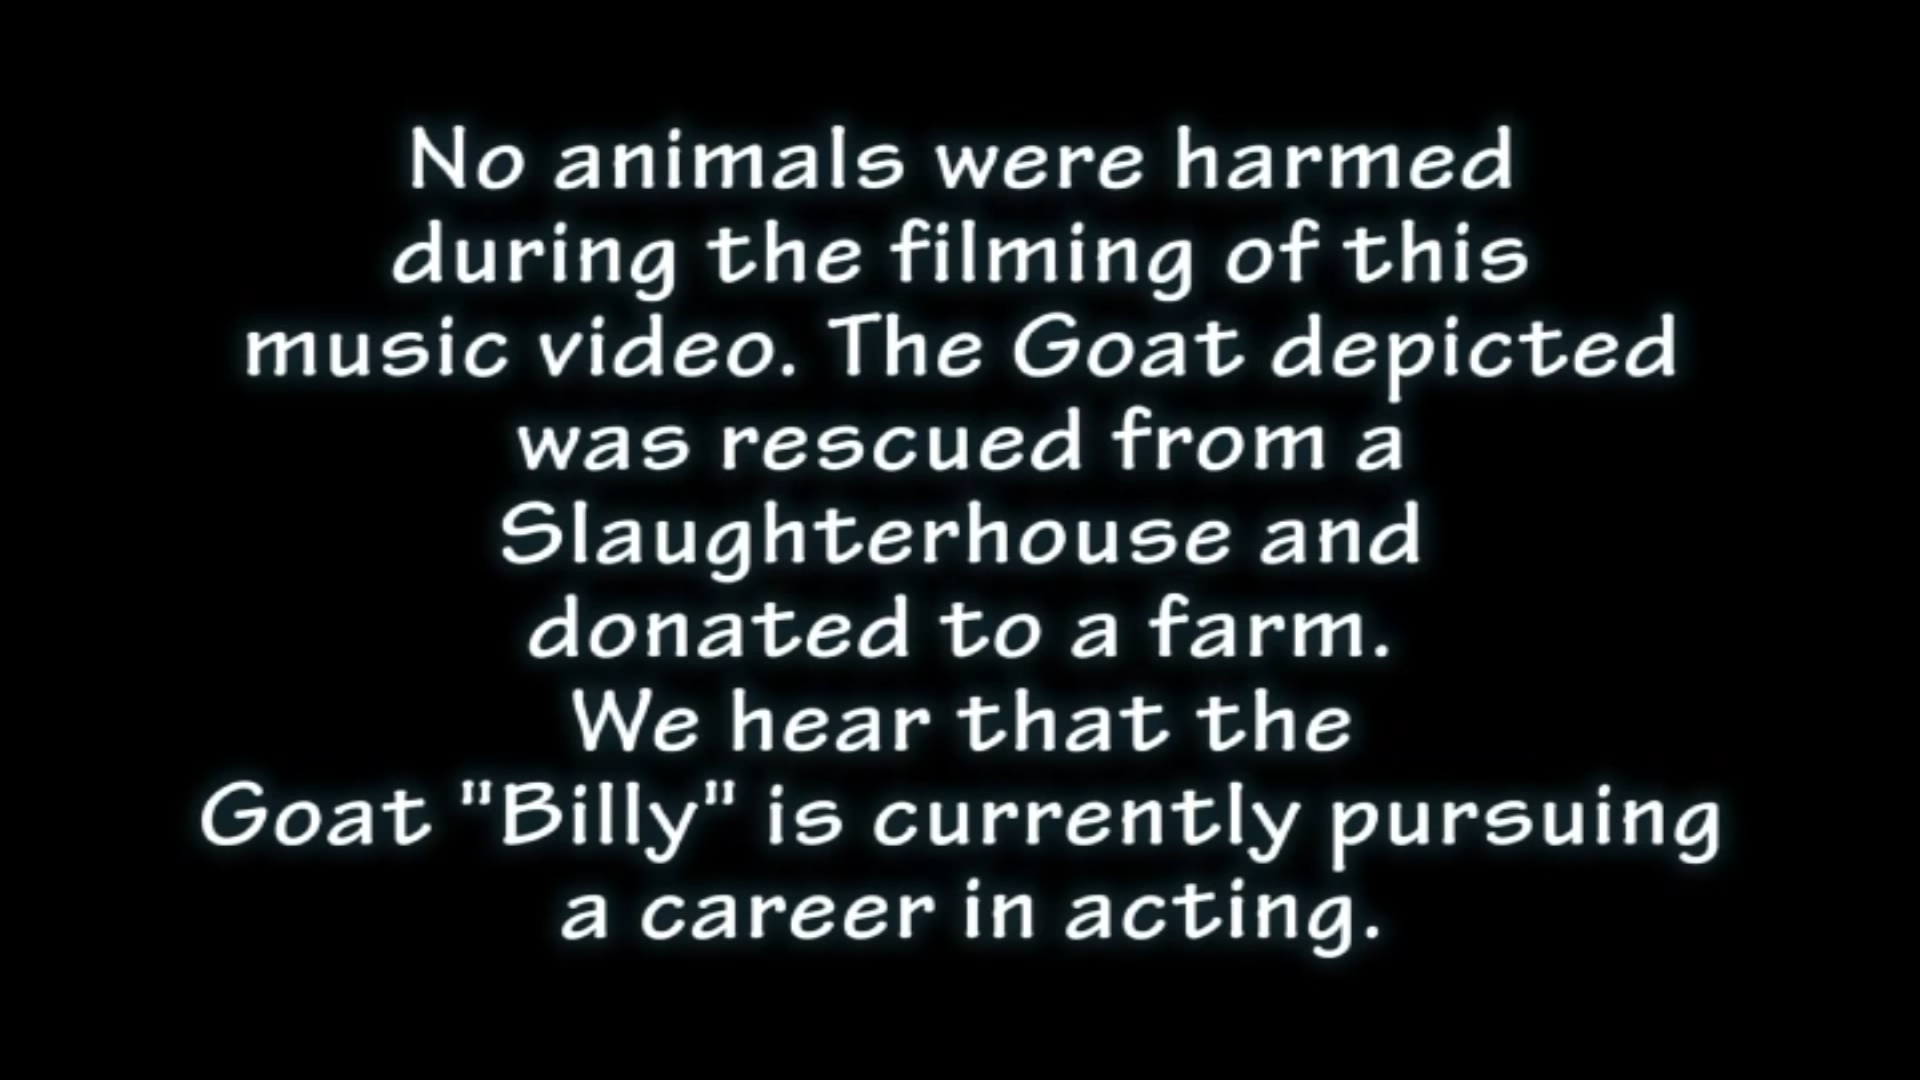 No animals were harmed
during the filming of this
music video. The Goat depicted
was rescued from a
Slaughterhouse and
donated to a farm.
We hear that the
Goat "Billy" is currently pursuing
a career in acting.